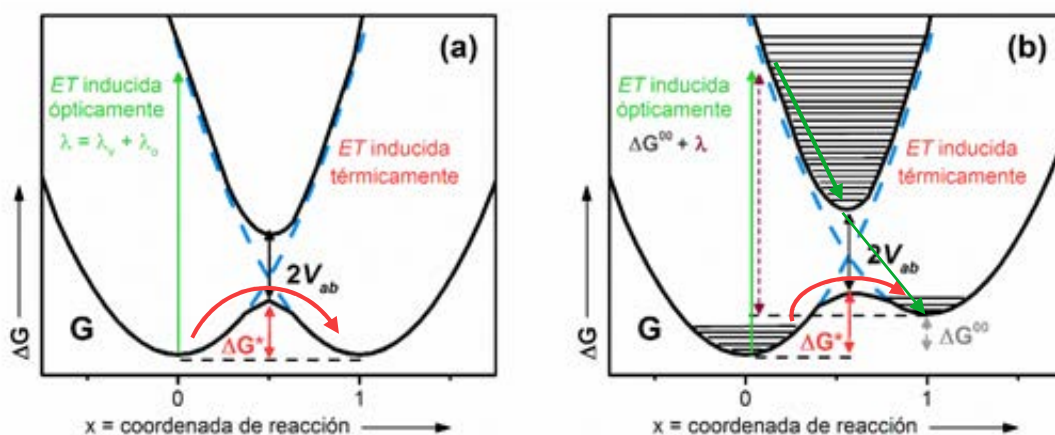 (a)
ET inducida
ópticamente
λ = λᵥ + λₒ
ET inducida
térmicamente
2Vab
G
ΔG*
ΔG
0
1
x = coordenada de reacción
(b)
ET inducida
ópticamente
ΔG⁰⁰ + λ
ET inducida
térmicamente
2Vab
G
ΔG*
ΔG⁰⁰
ΔG
0
1
x = coordenada de reacción